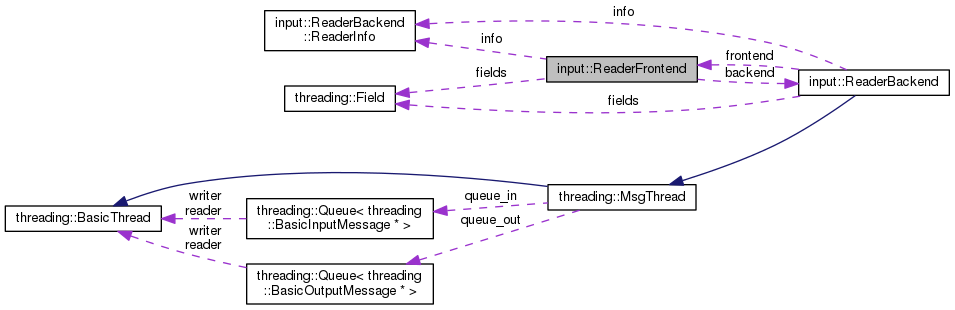 input::ReaderBackend
::ReaderInfo
info
info
input::ReaderFrontend
frontend
backend
input::ReaderBackend
fields
threading::Field
fields
threading::BasicThread
writer
reader
writer
reader
threading::Queue< threading
::BasicInputMessage * >
queue_in
queue_out
threading::MsgThread
threading::Queue< threading
::BasicOutputMessage * >